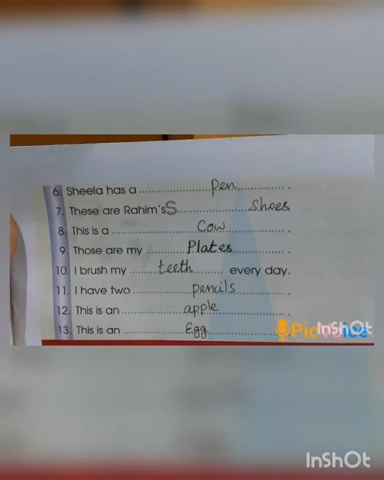 6. Sheela has a ........pen........ .
7. These are Rahim'sS........Shoes
8. This is a ........Cow........ .
9. Those are my ........Plates........ .
10. I brush my ........teeth........ every day.
11. I have two ........pencils........ .
12. This is an ........apple........ .
13. This is an ........Egg........ .
InShOt
InShOt